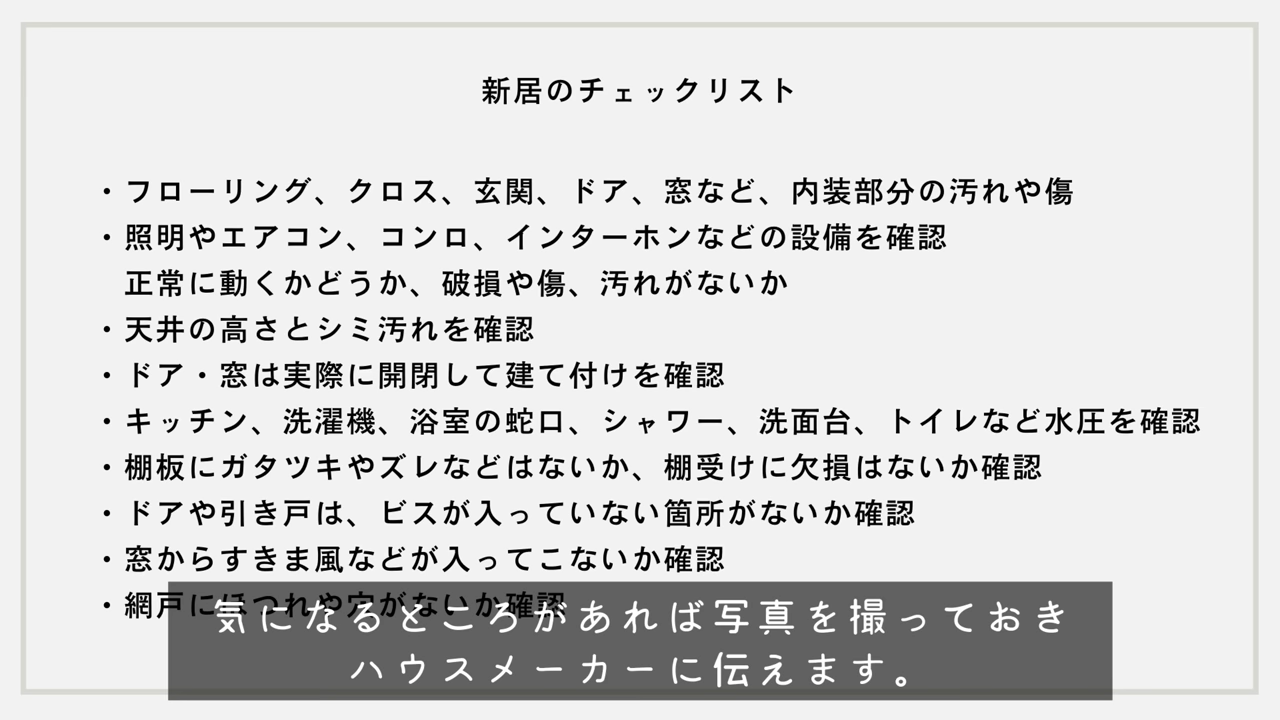 新居のチェックリスト
・フローリング、クロス、玄関、ドア、窓など、内装部分の汚れや傷
・照明やエアコン、コンロ、インターホンなどの設備を確認
正常に動くかどうか、破損や傷、汚れがないか
・天井の高さとシミ汚れを確認
・ドア・窓は実際に開閉して建て付けを確認
・キッチン、洗濯機、浴室の蛇口、シャワー、洗面台、トイレなど水圧を確認
・棚板にガタツキやズレなどはないか、棚受けに欠損はないか確認
・ドアや引き戸は、ビスが入っていない箇所がないか確認
・窓からすきま風などが入ってこないか確認
・網戸にほつれや穴がないか確認
気になるところがあれば写真を撮っておき
ハウスメーカーに伝えます。